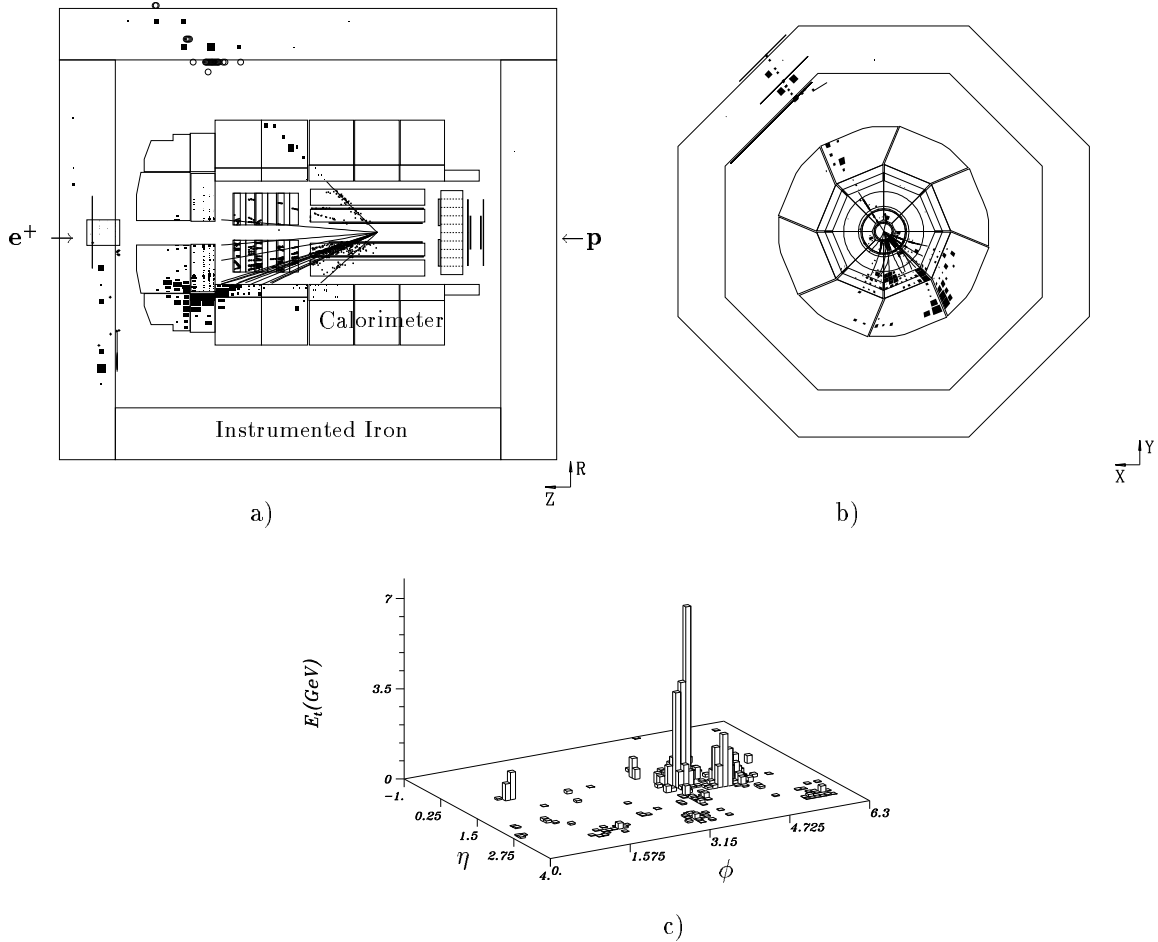 e+
p
Calorimeter
Instrumented Iron
R
Z
Y
X
a)
b)
7
3.5
0
E_t(GeV)
-1.
0.25
1.5
2.75
4.
η
0.
1.575
3.15
4.725
6.3
ϕ
c)